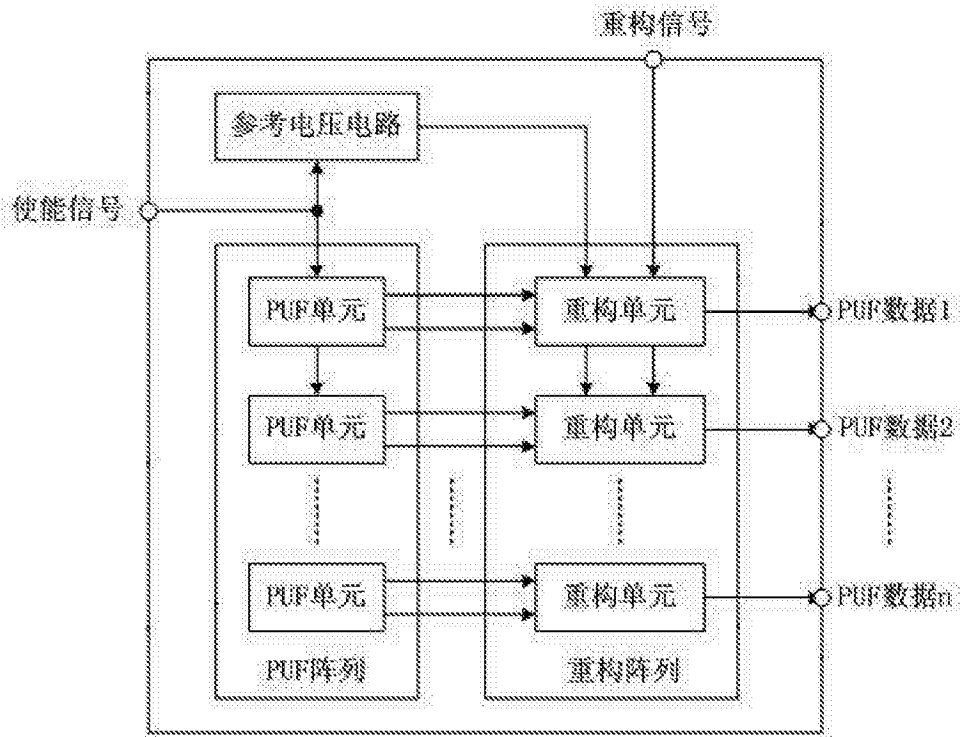 重构信号
参考电压电路
使能信号
PUF单元
重构单元
PUF数据1
PUF单元
重构单元
PUF数据2
PUF单元
重构单元
PUF数据n
PUF阵列
重构阵列